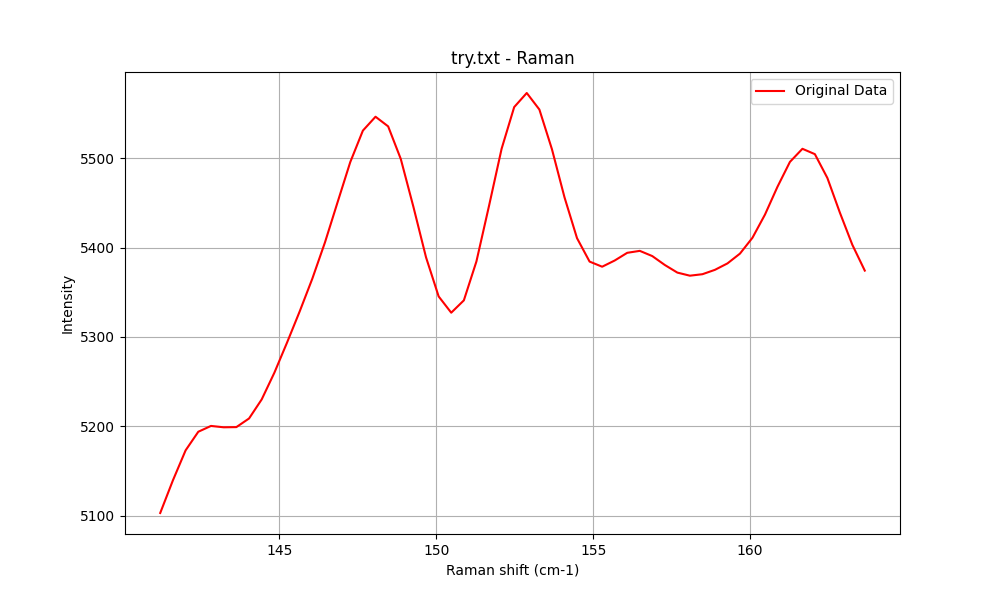 try.txt - Raman
Original Data
5500
5400
5300
5200
5100
Intensity
145 150 155 160
Raman shift (cm-1)